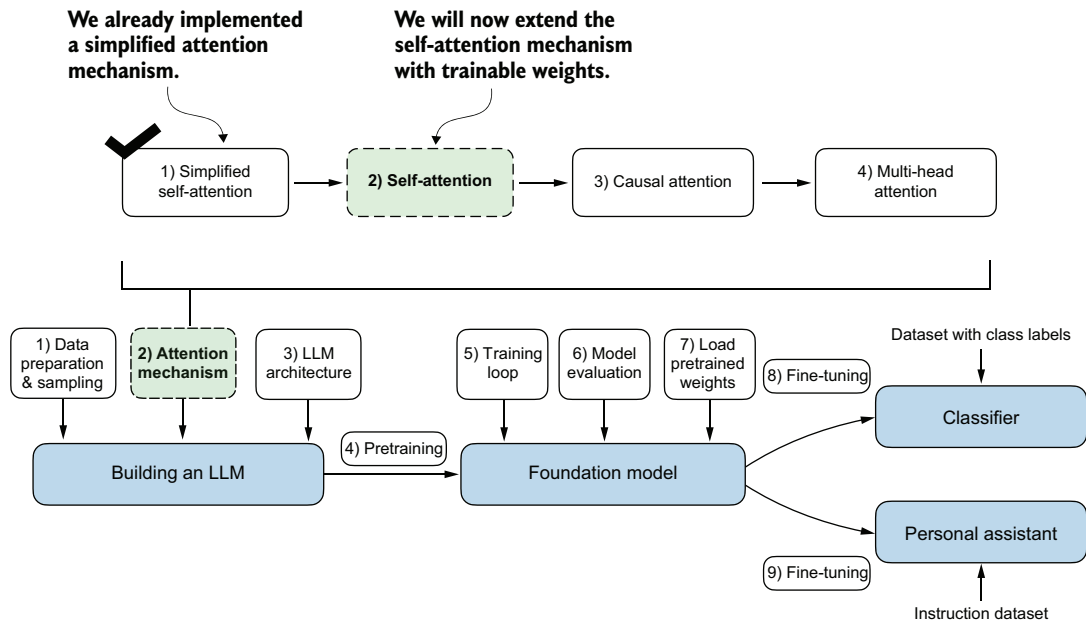 We already implemented
a simplified attention
mechanism.
We will now extend the
self-attention mechanism
with trainable weights.
1) Simplified
self-attention
2) Self-attention
3) Causal attention
4) Multi-head
attention
1) Data
preparation
& sampling
2) Attention
mechanism
3) LLM
architecture
5) Training
loop
6) Model
evaluation
7) Load
pretrained
weights
8) Fine-tuning
Dataset with class labels
Classifier
Building an LLM
4) Pretraining
Foundation model
Personal assistant
9) Fine-tuning
Instruction dataset